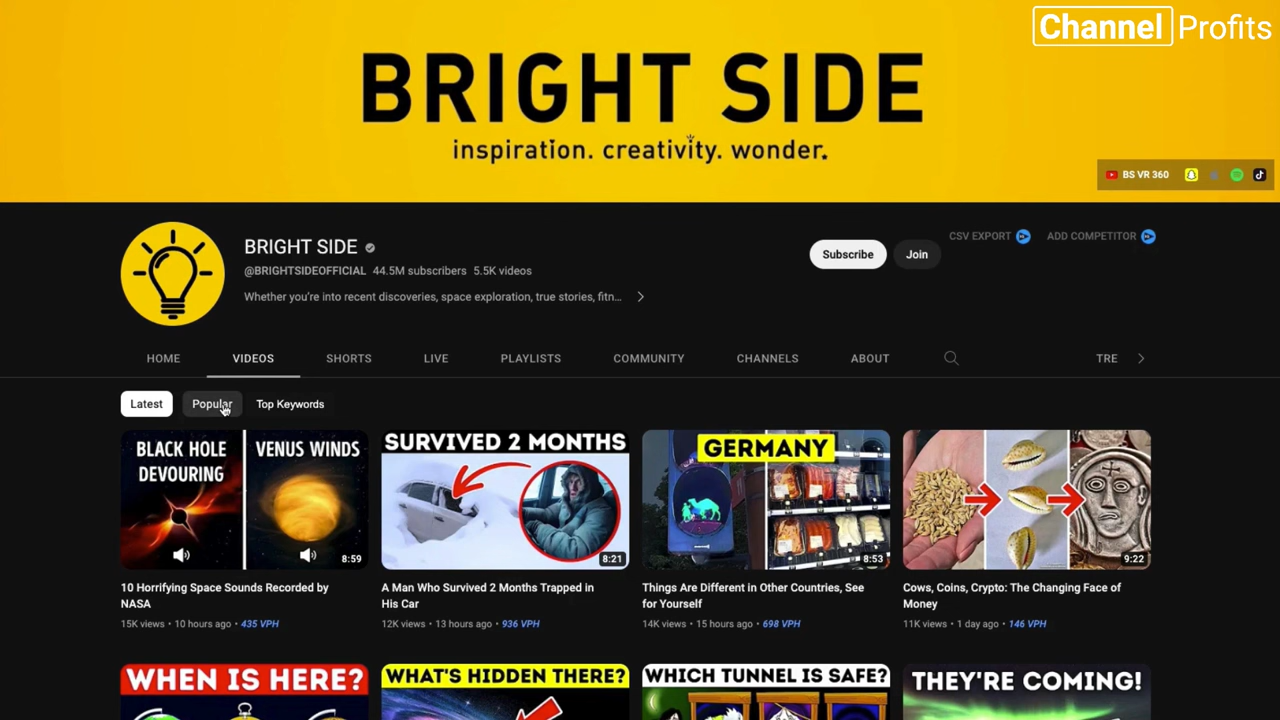 Channel Profits
BRIGHT SIDE
inspiration. creativity. wonder.
BS VR 360
BRIGHT SIDE
@BRIGHTSIDEOFFICIAL 44.5M subscribers 5.5K videos
Whether you're into recent discoveries, space exploration, true stories, fitn...
Subscribe
Join
CSV EXPORT
ADD COMPETITOR
HOME
VIDEOS
SHORTS
LIVE
PLAYLISTS
COMMUNITY
CHANNELS
ABOUT
TRE
Latest
Popular
Top Keywords
BLACK HOLE
DEVOURING
VENUS WINDS
8:59
10 Horrifying Space Sounds Recorded by
NASA
15K views • 10 hours ago • 435 VPH
SURVIVED 2 MONTHS
8:21
A Man Who Survived 2 Months Trapped in
His Car
12K views • 13 hours ago • 936 VPH
GERMANY
8:53
Things Are Different in Other Countries, See
for Yourself
14K views • 15 hours ago • 698 VPH
9:22
Cows, Coins, Crypto: The Changing Face of
Money
11K views • 1 day ago • 146 VPH
WHEN IS HERE?
WHAT'S HIDDEN THERE?
WHICH TUNNEL IS SAFE?
THEY'RE COMING!